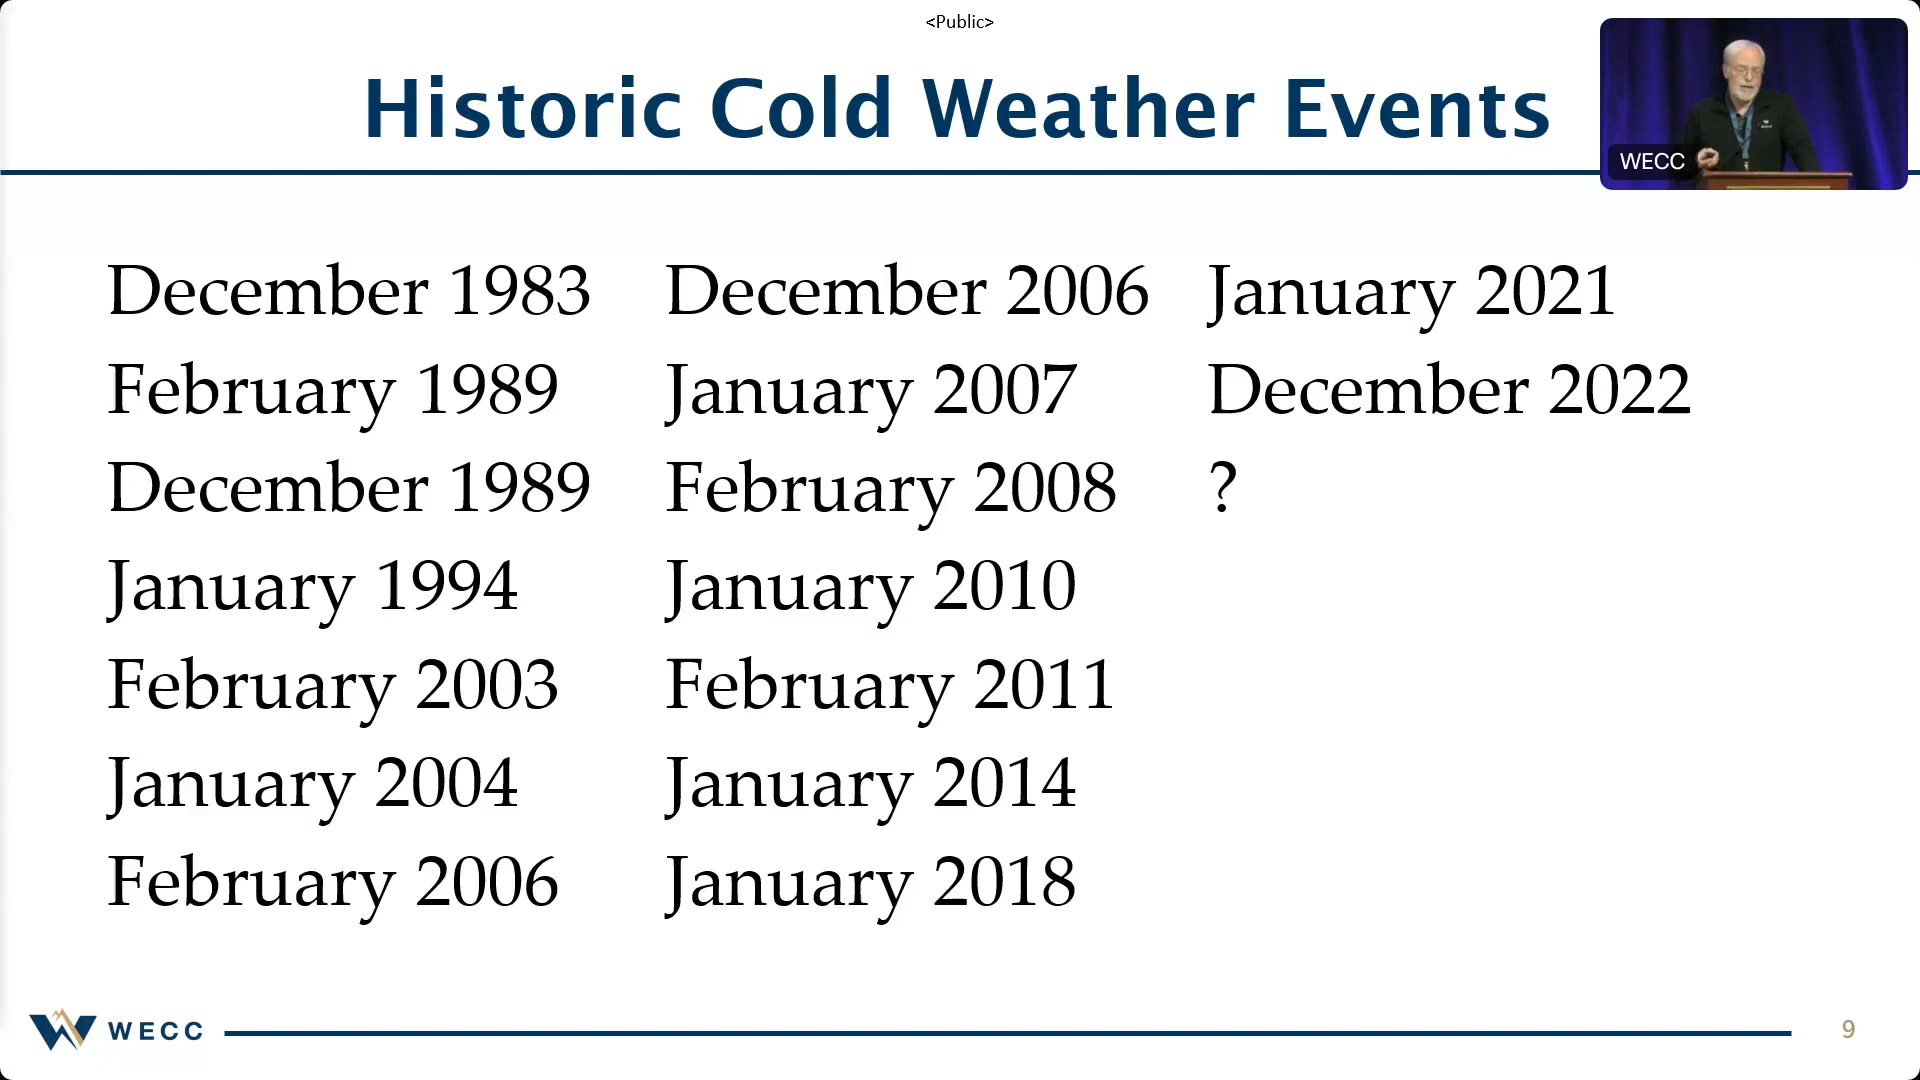 <Public>
Historic Cold Weather Events
WECC
December 1983
February 1989
December 1989
January 1994
February 2003
January 2004
February 2006
December 2006
January 2007
February 2008
January 2010
February 2011
January 2014
January 2018
January 2021
December 2022
?
WECC
9